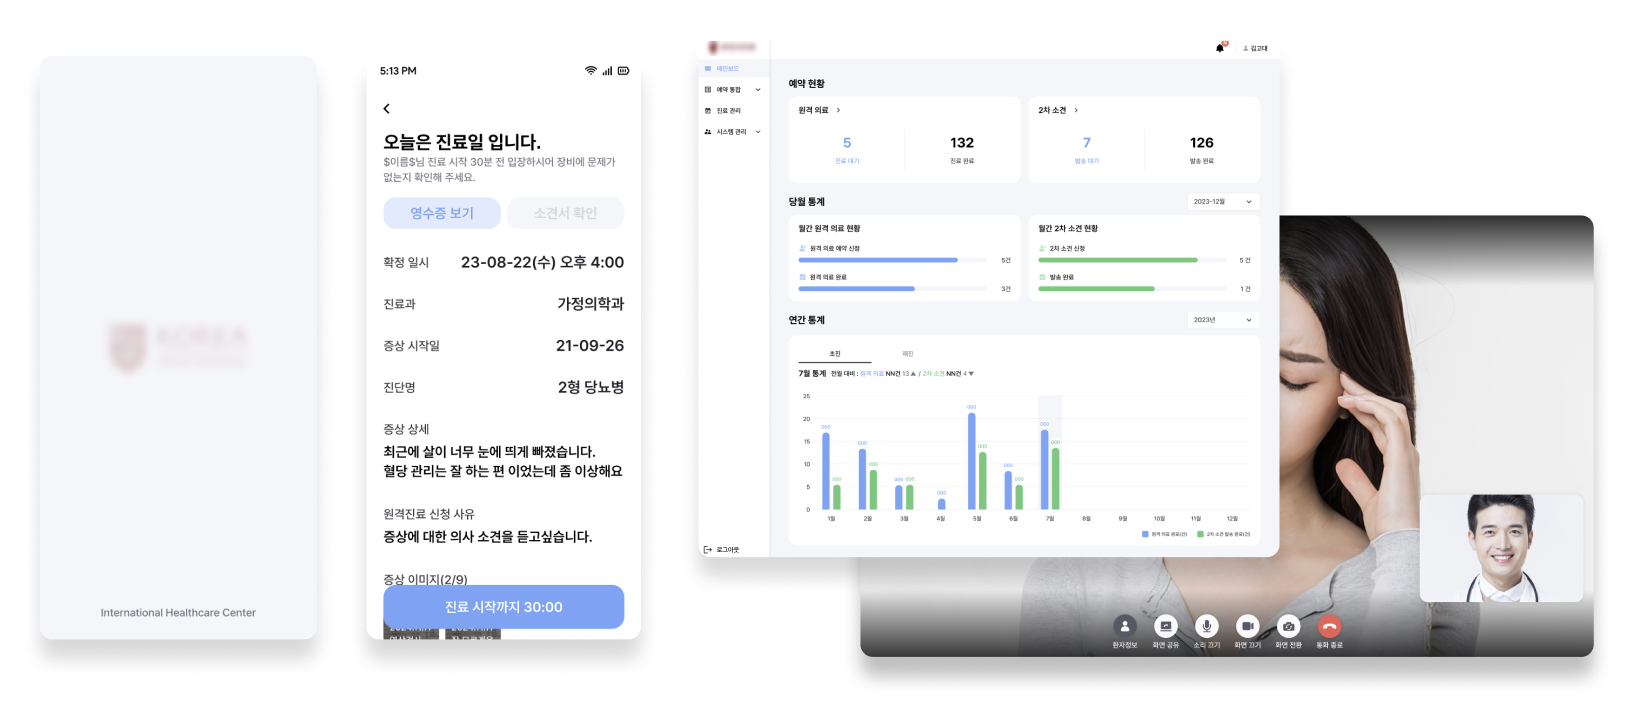 KOREA
International Healthcare Center
5:13 PM
오늘은 진료일 입니다.
$이름$님 진료 시작 30분 전 입장하시어 장비에 문제가
없는지 확인해 주세요.
영수증 보기
소견서 확인
확정 일시
23-08-22(수) 오후 4:00
진료과
가정의학과
증상 시작일
21-09-26
진단명
2형 당뇨병
증상 상세
최근에 살이 너무 눈에 띄게 빠졌습니다.
혈당 관리는 잘 하는 편 이었는데 좀 이상해요
원격진료 신청 사유
증상에 대한 의사 소견을 듣고싶습니다.
증상 이미지(2/9)
진료 시작까지 30:00
김고대
메인보드
예약 통합
진료 관리
시스템 관리
로그아웃
예약 현황
원격 의료
5
진료 대기
132
진료 완료
2차 소견
7
발송 대기
126
발송 완료
당월 통계
2023-12월
월간 원격 의료 현황
원격 의료 예약 신청
5건
원격 의료 완료
3건
월간 2차 소견 현황
2차 소견 신청
5 건
발송 완료
1 건
연간 통계
2023년
초진
재진
7월 통계 전월 대비 : 원격 의료 NN건 13 ▲ / 2차 소견 NN건 4 ▼
25
20
15
10
5
0
000
000
000
000
000 000
000
000
000
000
000
000
000
1월
2월
3월
4월
5월
6월
7월
8월
9월
10월
11월
12월
원격 의료 완료(건)
2차 소견 발송 완료(건)
환자정보
화면 공유
소리 끄기
화면 끄기
화면 전환
통화 종료